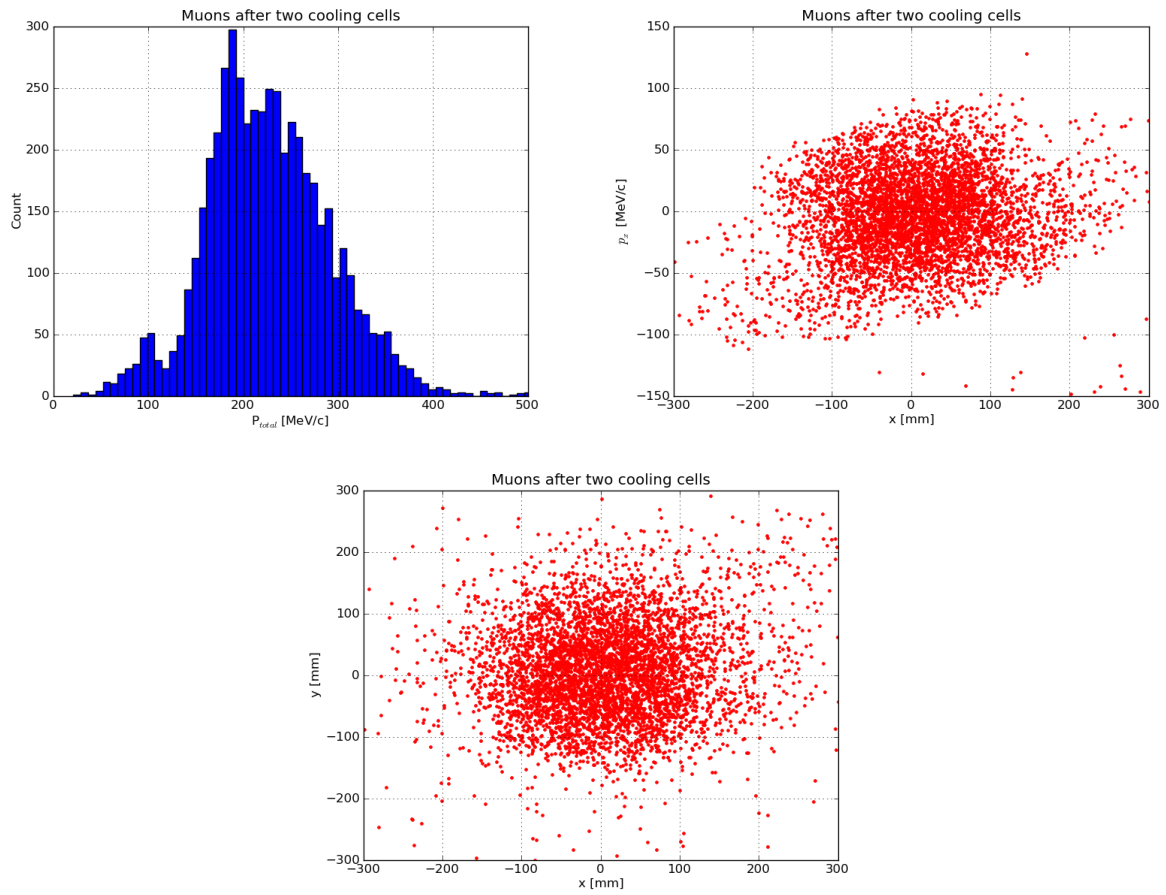 Muons after two cooling cells
300
250
200
150
100
50
0
Count
0 100 200 300 400 500
P_total [MeV/c]
Muons after two cooling cells
150
100
50
0
−50
−100
−150
p_x [MeV/c]
−300 −200 −100 0 100 200 300
x [mm]
Muons after two cooling cells
300
200
100
0
−100
−200
−300
y [mm]
−300 −200 −100 0 100 200 300
x [mm]